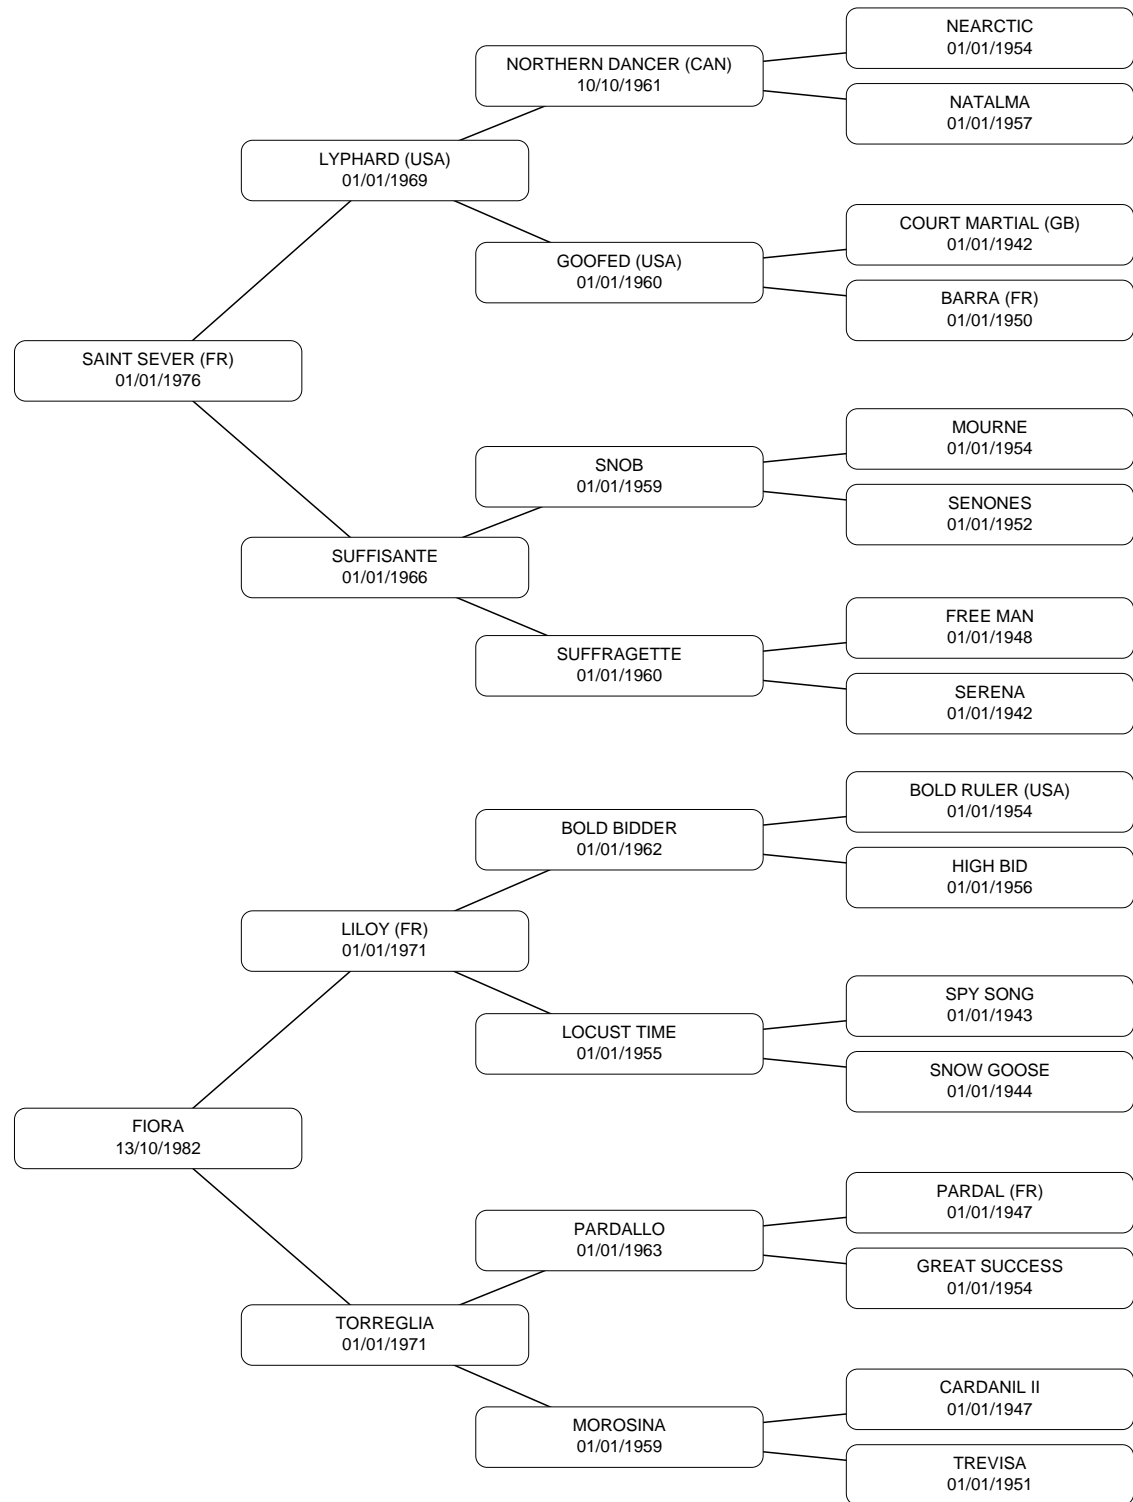 NEARCTIC
01/01/1954
NORTHERN DANCER (CAN)
10/10/1961
NATALMA
01/01/1957
LYPHARD (USA)
01/01/1969
COURT MARTIAL (GB)
01/01/1942
GOOFED (USA)
01/01/1960
BARRA (FR)
01/01/1950
SAINT SEVER (FR)
01/01/1976
MOURNE
01/01/1954
SNOB
01/01/1959
SENONES
01/01/1952
SUFFISANTE
01/01/1966
FREE MAN
01/01/1948
SUFFRAGETTE
01/01/1960
SERENA
01/01/1942
BOLD RULER (USA)
01/01/1954
BOLD BIDDER
01/01/1962
HIGH BID
01/01/1956
LILOY (FR)
01/01/1971
SPY SONG
01/01/1943
LOCUST TIME
01/01/1955
SNOW GOOSE
01/01/1944
FIORA
13/10/1982
PARDAL (FR)
01/01/1947
PARDALLO
01/01/1963
GREAT SUCCESS
01/01/1954
TORREGLIA
01/01/1971
CARDANIL II
01/01/1947
MOROSINA
01/01/1959
TREVISA
01/01/1951